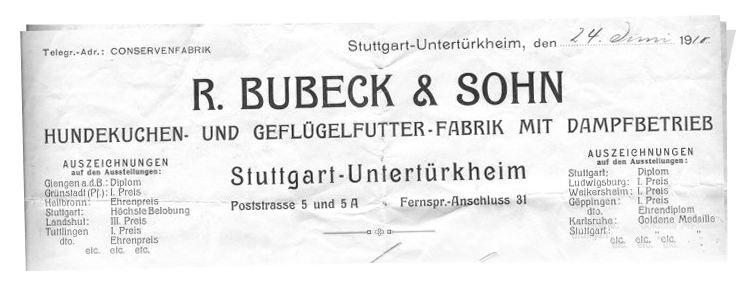 Telegr.-Adr.: CONSERVENFABRIK
Stuttgart-Untertürkheim, den 24. Juni 1910
R. BUBECK & SOHN
HUNDEKUCHEN- UND GEFLÜGELFUTTER-FABRIK MIT DAMPFBETRIEB
AUSZEICHNUNGEN
auf den Ausstellungen:
Giengen a.d.B.: Diplom
Grünstadt (Pf.): I. Preis
Heilbronn: Ehrenpreis
Stuttgart: Höchste Belobung
Landshut: III. Preis
Tuttlingen I. Preis
dto. Ehrenpreis
etc. etc. etc.
Stuttgart-Untertürkheim
Poststrasse 5 und 5 A Fernspr.-Anschluss 31
AUSZEICHNUNGEN
auf den Ausstellungen:
Stuttgart: Diplom
Ludwigsburg: I. Preis
Weikersheim: I. Preis
Göppingen: I. Preis
dto. Ehrendiplom
Karlsruhe: Goldene Medaille
Stuttgart: " "
etc. etc. etc.